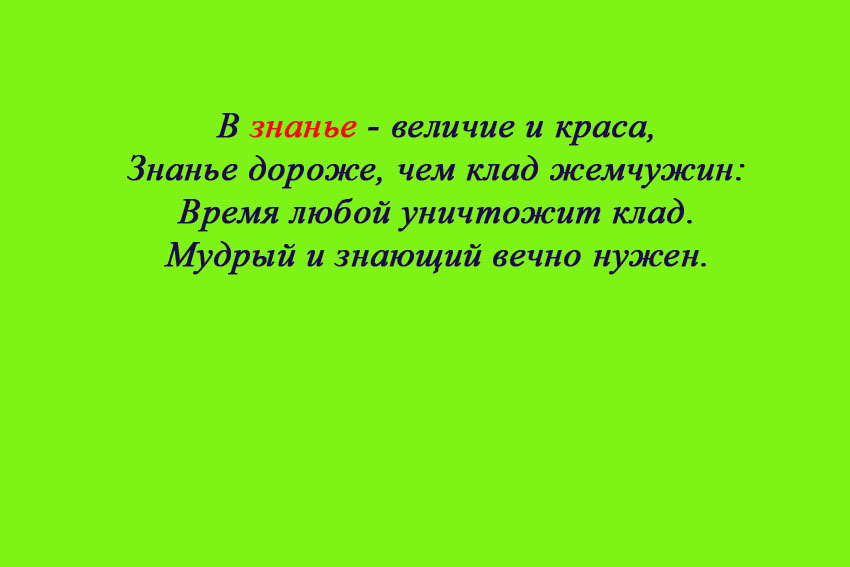 В знанье - величие и краса,
Знанье дороже, чем клад жемчужин:
Время любой уничтожит клад.
Мудрый и знающий вечно нужен.